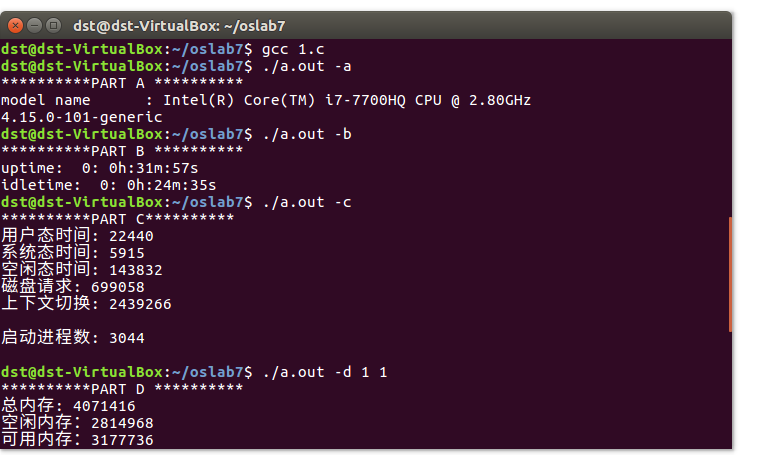 dst@dst-VirtualBox: ~/oslab7
dst@dst-VirtualBox:~/oslab7$ gcc 1.c
dst@dst-VirtualBox:~/oslab7$ ./a.out -a
**********PART A **********
model name      : Intel(R) Core(TM) i7-7700HQ CPU @ 2.80GHz
4.15.0-101-generic
dst@dst-VirtualBox:~/oslab7$ ./a.out -b
**********PART B **********
uptime:  0: 0h:31m:57s
idletime:  0: 0h:24m:35s
dst@dst-VirtualBox:~/oslab7$ ./a.out -c
**********PART C**********
用户态时间: 22440
系统态时间: 5915
空闲态时间: 143832
磁盘请求: 699058
上下文切换: 2439266
启动进程数: 3044
dst@dst-VirtualBox:~/oslab7$ ./a.out -d 1 1
**********PART D **********
总内存: 4071416
空闲内存: 2814968
可用内存: 3177736